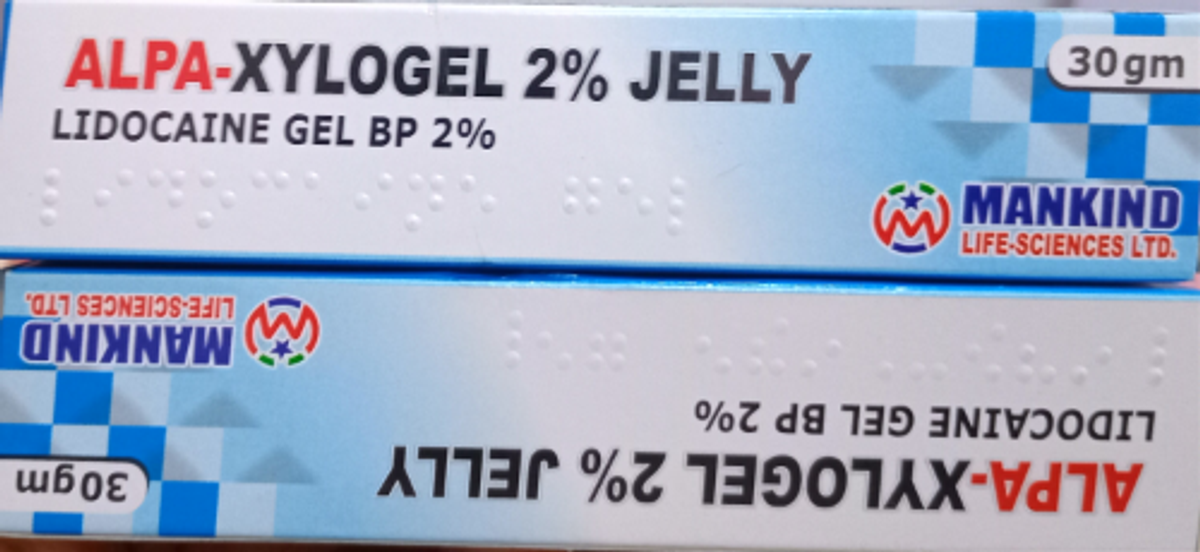 ALPA-XYLOGEL 2% JELLY
30gm
LIDOCAINE GEL BP 2%
MANKIND
LIFE-SCIENCES LTD.
ALPA-XYLOGEL 2% JELLY
30gm
LIDOCAINE GEL BP 2%
MANKIND
LIFE-SCIENCES LTD.